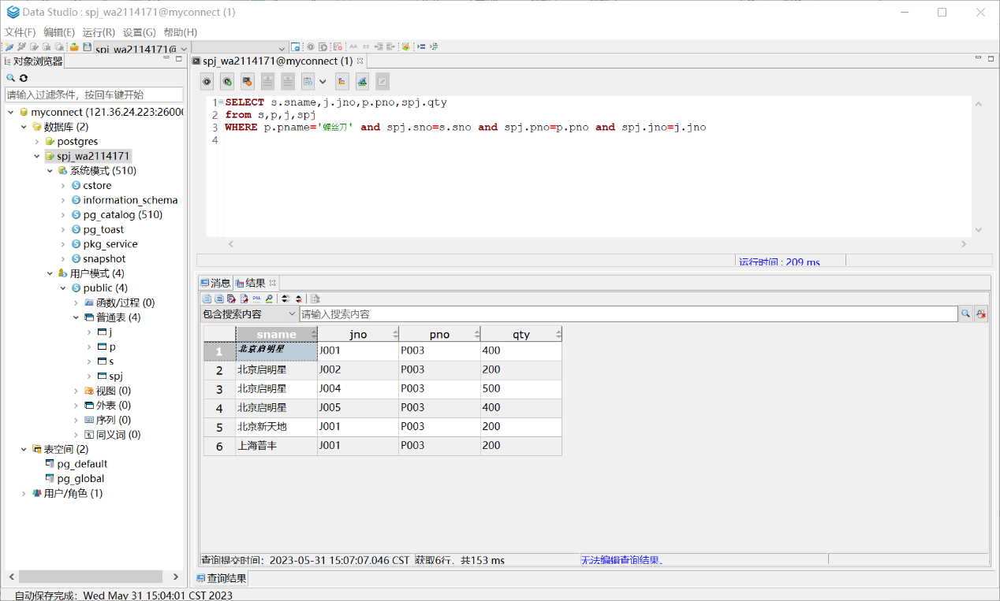 Data Studio : spj_wa2114171@myconnect (1)
文件(F) 编辑(E) 运行(R) 设置(G) 帮助(H)
spj_wa2114171@
对象浏览器
请输入过滤条件，按回车键开始
myconnect (121.36.24.223:26000
数据库 (2)
postgres
spj_wa2114171
系统模式 (510)
cstore
information_schema
pg_catalog (510)
pg_toast
pkg_service
snapshot
用户模式 (4)
public (4)
函数/过程 (0)
普通表 (4)
j
p
s
spj
视图 (0)
外表 (0)
序列 (0)
同义词 (0)
表空间 (2)
pg_default
pg_global
用户/角色 (1)
spj_wa2114171@myconnect (1)
1 SELECT s.sname,j.jno,p.pno,spj.qty
2 from s,p,j,spj
3 WHERE p.pname='螺丝刀' and spj.sno=s.sno and spj.pno=p.pno and spj.jno=j.jno
4
运行时间 : 209 ms
消息 结果
包含搜索内容 请输入搜索内容
sname jno pno qty
1 北京启明星 J001 P003 400
2 北京启明星 J002 P003 200
3 北京启明星 J004 P003 500
4 北京启明星 J005 P003 400
5 北京新天地 J001 P003 200
6 上海普丰 J001 P003 200
查询提交时间：2023-05-31 15:07:07.046 CST 获取6行，共153 ms 无法编辑查询结果。
查询结果
自动保存完成：Wed May 31 15:04:01 CST 2023